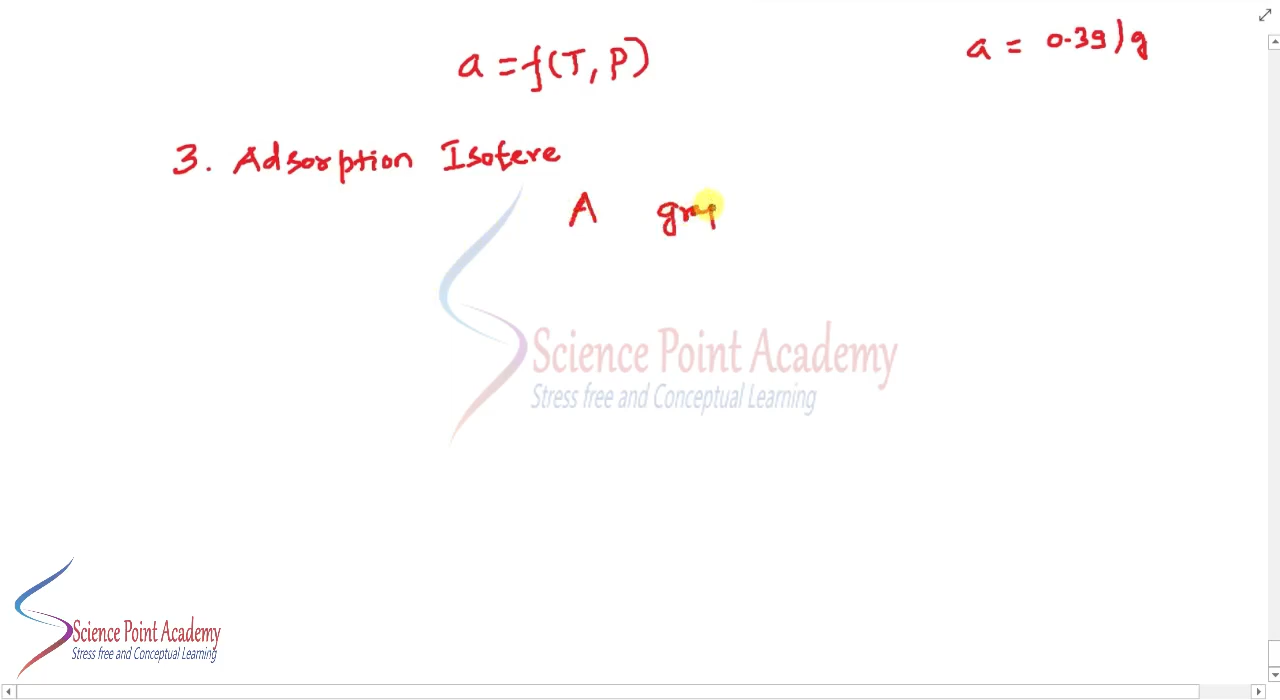 a = f(T, P)
a = 0.39/g
3. Adsorption Isotere
A grap
Science Point Academy
Stress free and Conceptual Learning
Science Point Academy
Stress free and Conceptual Learning